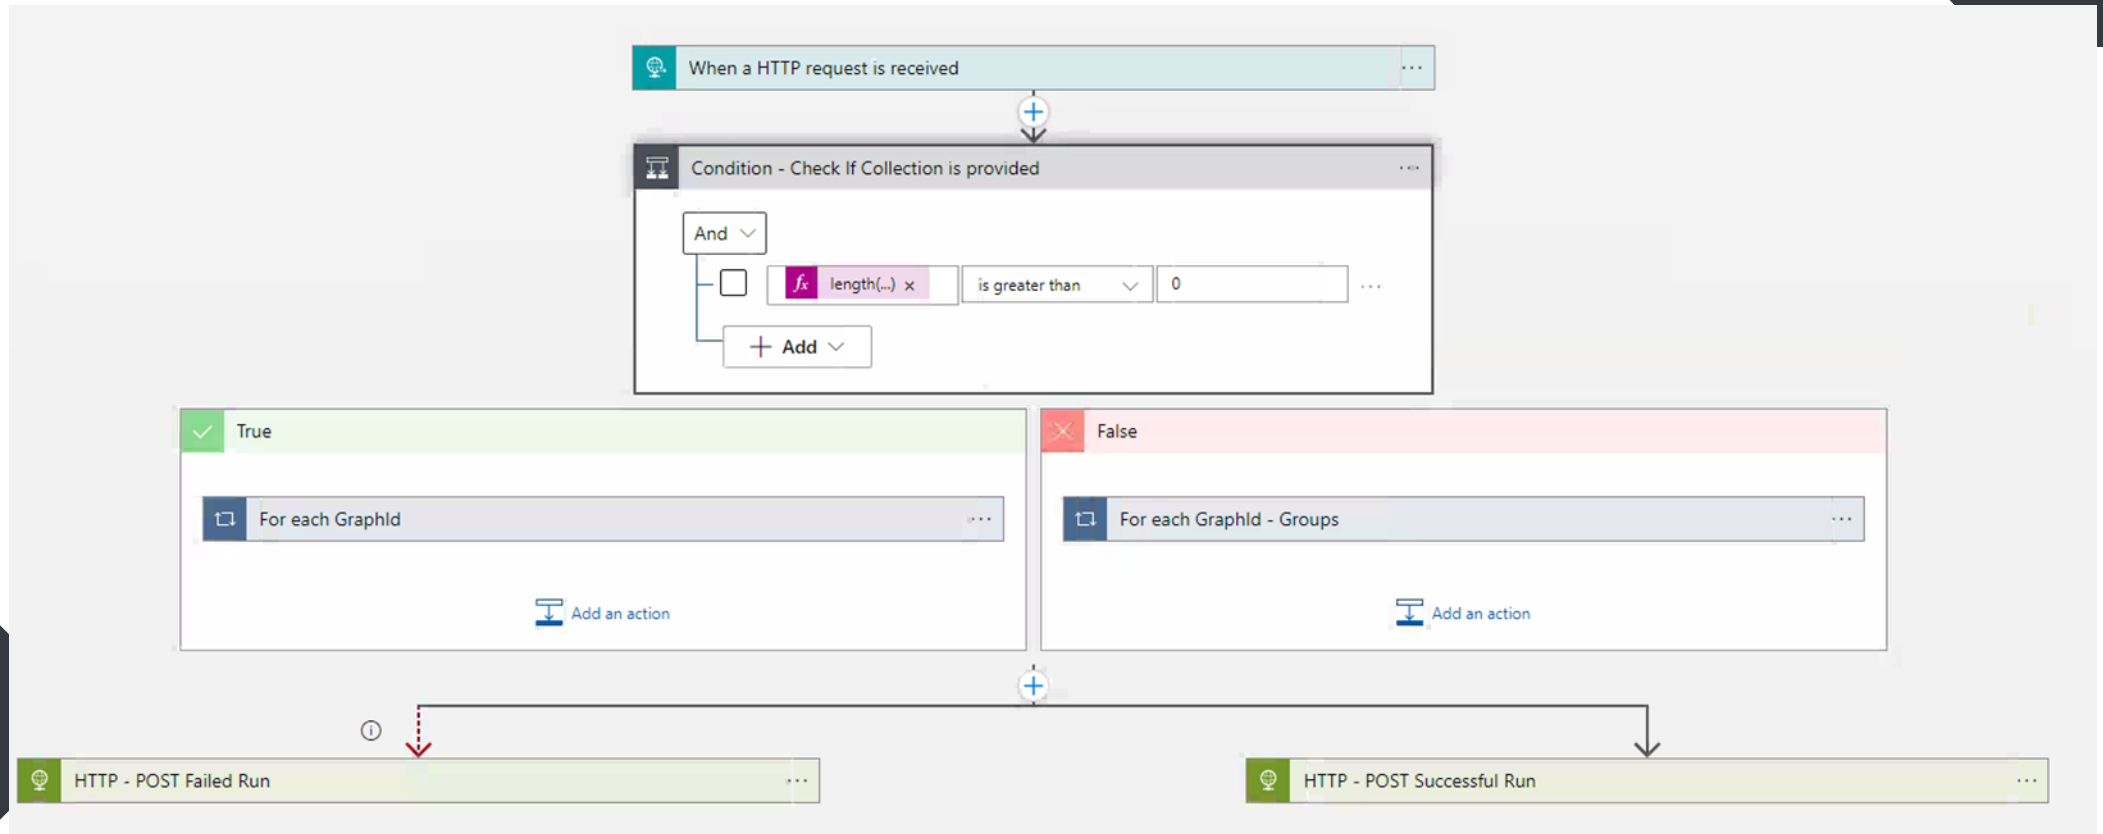 When a HTTP request is received
Condition - Check If Collection is provided
And
fx length(...) × is greater than 0
+ Add
True
False
For each GraphId
For each GraphId - Groups
Add an action
Add an action
HTTP - POST Failed Run
HTTP - POST Successful Run